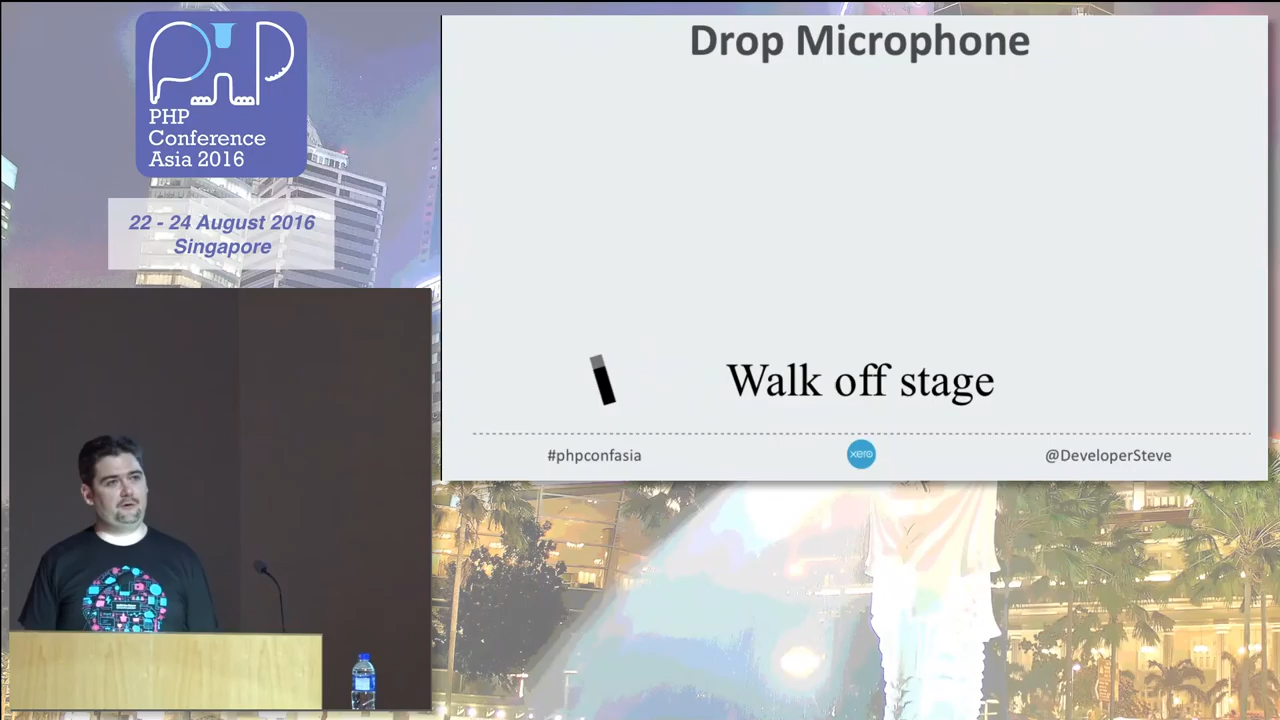 PHP
Conference
Asia 2016
22 - 24 August 2016
Singapore
Drop Microphone
Walk off stage
#phpconfasia
xero
@DeveloperSteve